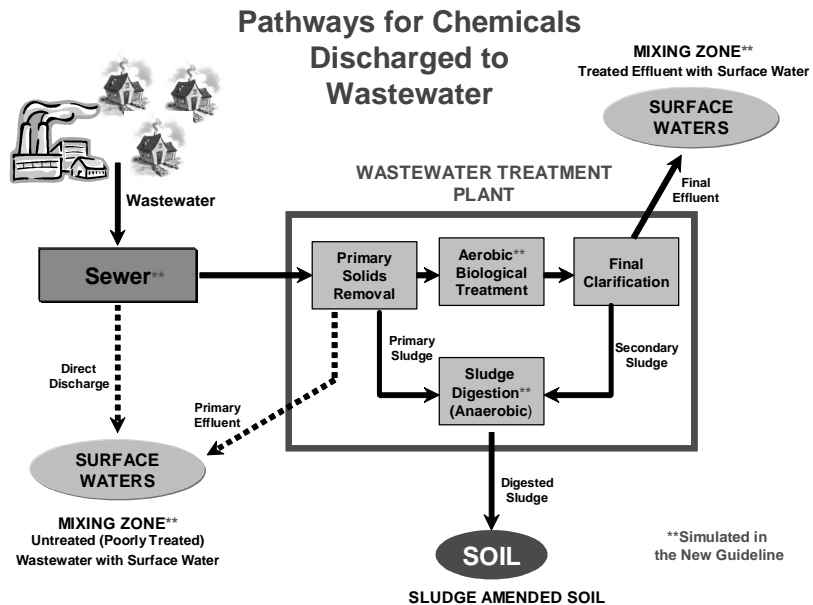 Pathways for Chemicals
Discharged to
Wastewater
MIXING ZONE**
Treated Effluent with Surface Water
SURFACE
WATERS
WASTEWATER TREATMENT
PLANT
Final
Effluent
Wastewater
Sewer**
Primary
Solids
Removal
Aerobic**
Biological
Treatment
Final
Clarification
Direct
Discharge
Primary
Sludge
Secondary
Sludge
Sludge
Digestion**
(Anaerobic)
Primary
Effluent
SURFACE
WATERS
MIXING ZONE**
Untreated (Poorly Treated)
Wastewater with Surface Water
Digested
Sludge
SOIL
SLUDGE AMENDED SOIL
**Simulated in
the New Guideline